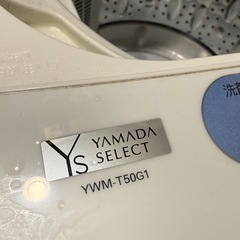 YS
YAMADA
SELECT
YWM-T50G1
洗